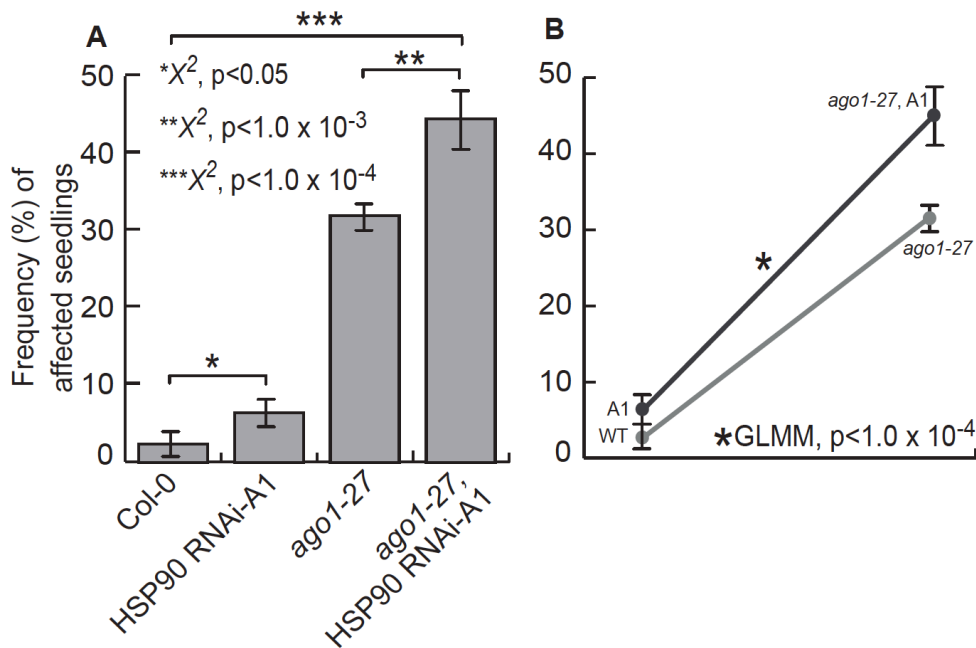 A
***
*X², p<0.05
**
**X², p<1.0 x 10⁻³
***X², p<1.0 x 10⁻⁴
*
Frequency (%) of
affected seedlings
50
40
30
20
10
0
Col-0
HSP90 RNAi-A1
ago1-27
ago1-27,
HSP90 RNAi-A1
B
50
40
30
20
10
0
ago1-27, A1
ago1-27
*
A1
WT
*GLMM, p<1.0 x 10⁻⁴